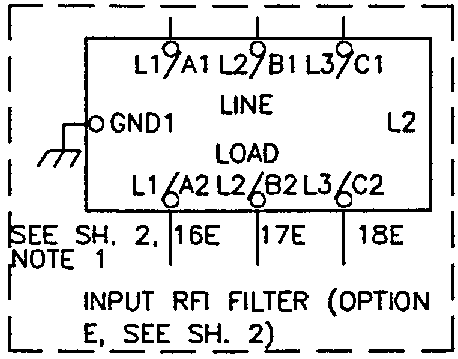 L1/A1 L2/B1 L3/C1
LINE
GND1 L2
LOAD
L1/A2 L2/B2 L3/C2
SEE SH. 2, 16E 17E 18E
NOTE 1
INPUT RFI FILTER (OPTION
E, SEE SH. 2)